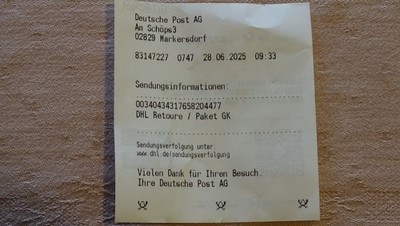 Deutsche Post AG
An Schöps3
02829 Markersdorf
83147227 0747 28.06.2025 09:33
Sendungsinformationen:
00340434317658204477
DHL Retoure / Paket GK
Sendungsverfolgung unter
www.dhl.de/sendungsverfolgung
Vielen Dank für Ihren Besuch.
Ihre Deutsche Post AG